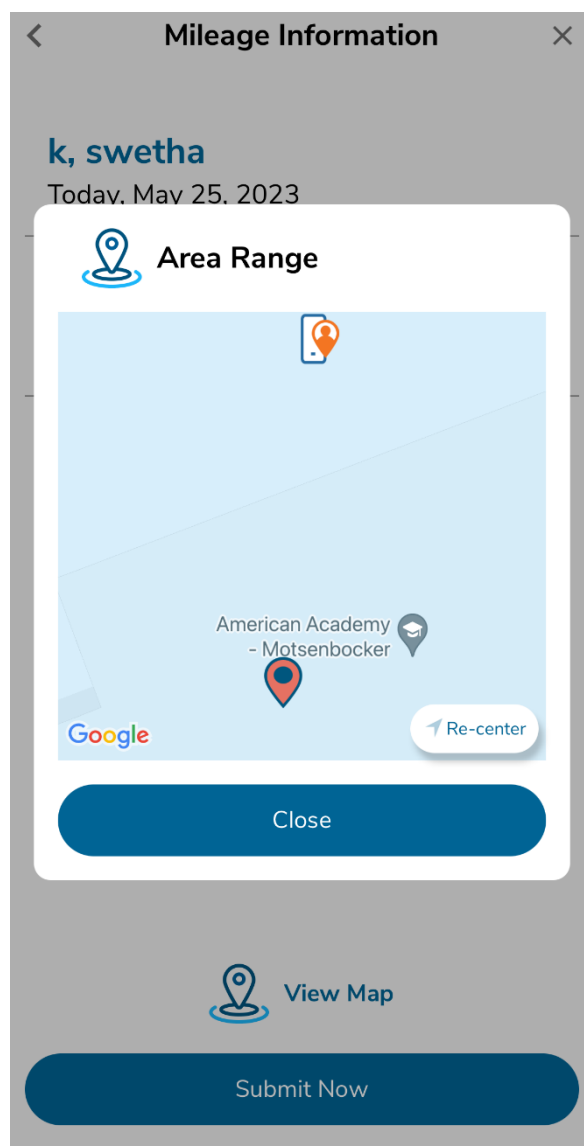 Mileage Information
k, swetha
Today, May 25, 2023
Area Range
American Academy
- Motsenbocker
Google
Re-center
Close
View Map
Submit Now